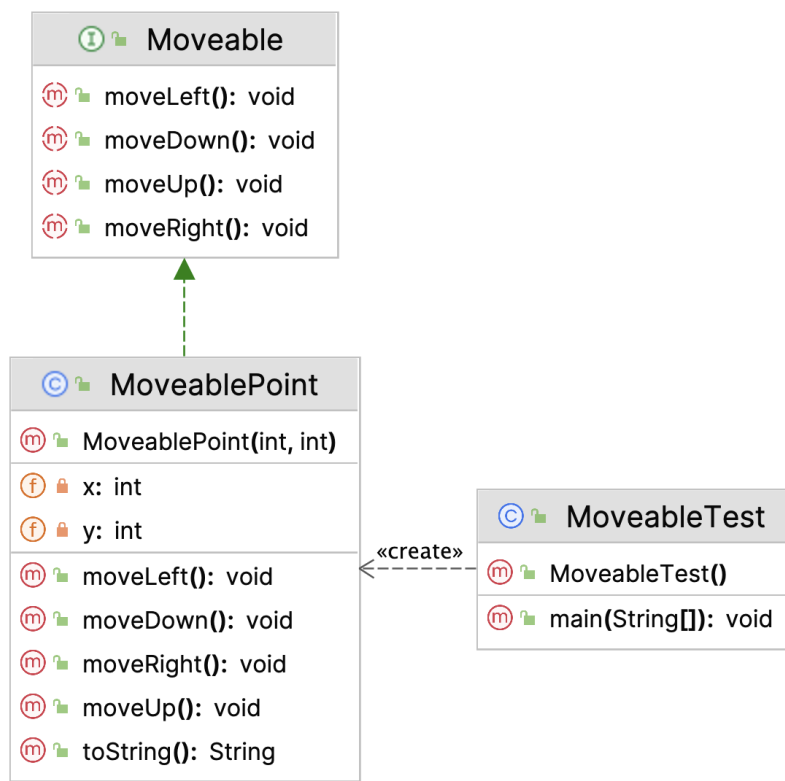 Moveable
moveLeft(): void
moveDown(): void
moveUp(): void
moveRight(): void
MoveablePoint
MoveablePoint(int, int)
x: int
y: int
moveLeft(): void
moveDown(): void
moveRight(): void
moveUp(): void
toString(): String
«create»
MoveableTest
MoveableTest()
main(String[]): void